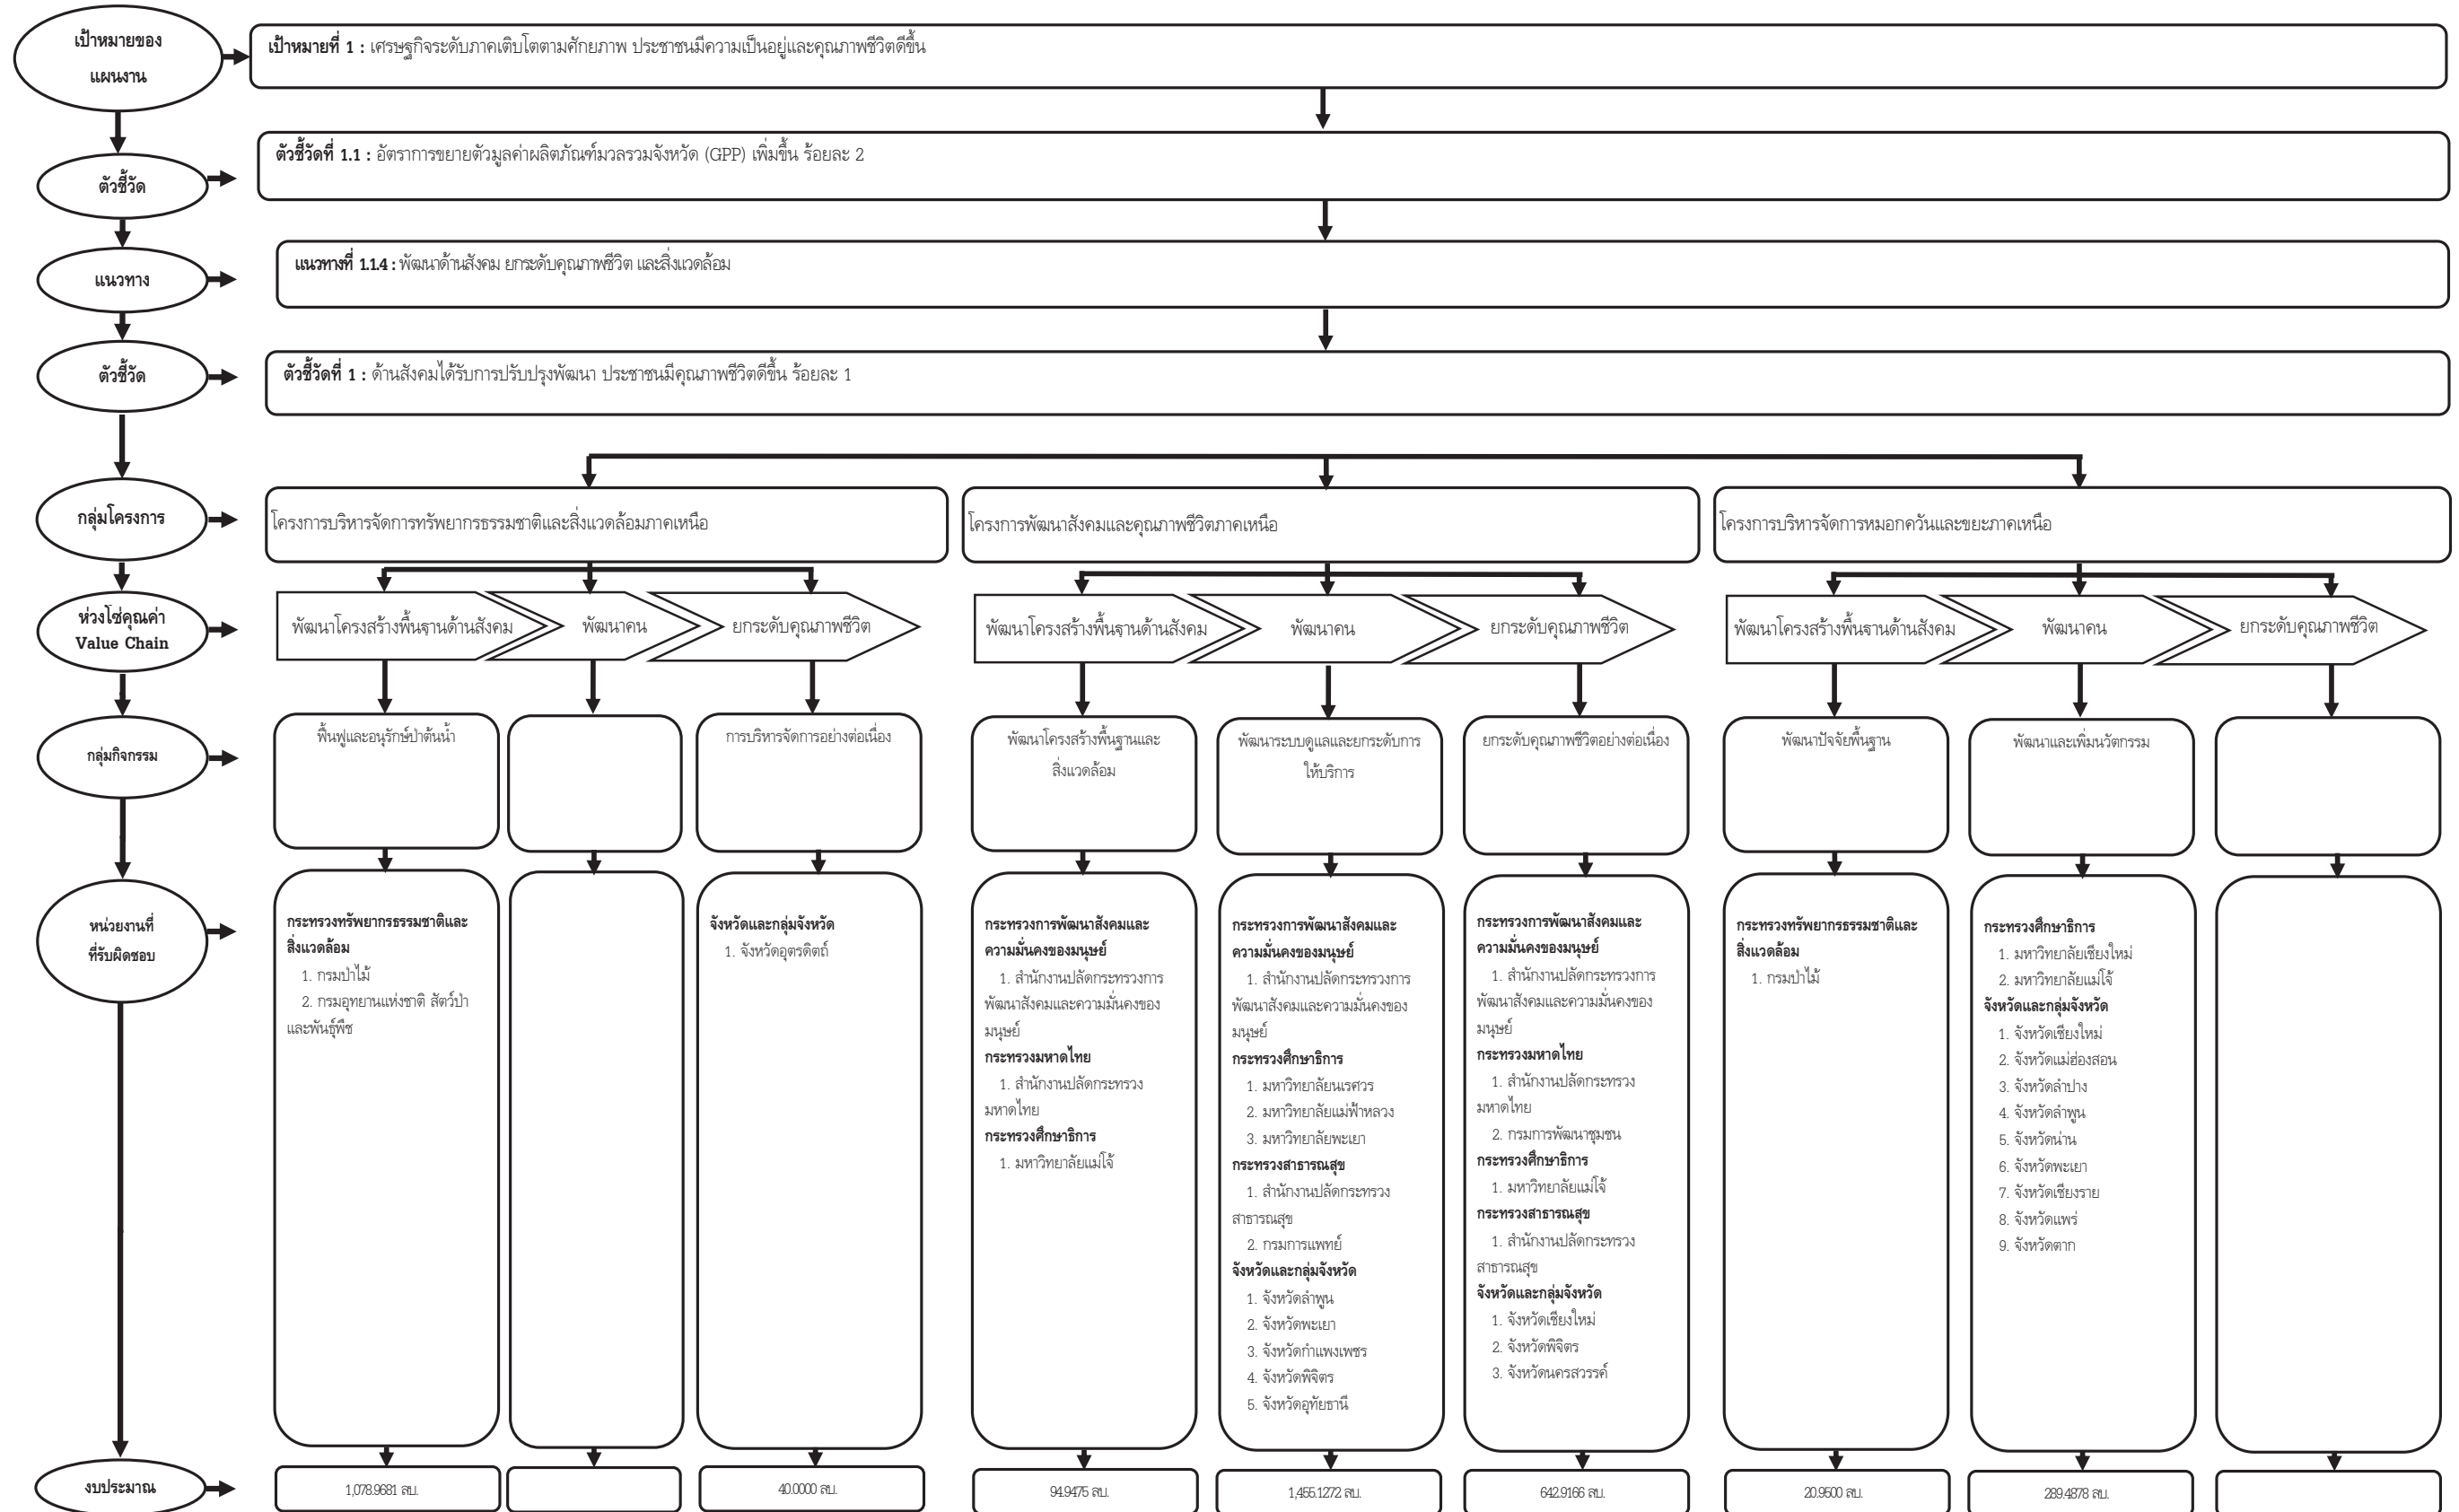 เป้าหมายของ
แผนงาน
เป้าหมายที่ 1 : เศรษฐกิจระดับภาคเติบโตตามศักยภาพ ประชาชนมีความเป็นอยู่และคุณภาพชีวิตดีขึ้น
ตัวชี้วัด
ตัวชี้วัดที่ 1.1 : อัตราการขยายตัวมูลค่าผลิตภัณฑ์มวลรวมจังหวัด (GPP) เพิ่มขึ้น ร้อยละ 2
แนวทาง
แนวทางที่ 1.1.4 : พัฒนาด้านสังคม ยกระดับคุณภาพชีวิต และสิ่งแวดล้อม
ตัวชี้วัด
ตัวชี้วัดที่ 1 : ด้านสังคมได้รับการปรับปรุงพัฒนา ประชาชนมีคุณภาพชีวิตดีขึ้น ร้อยละ 1
กลุ่มโครงการ
โครงการบริหารจัดการทรัพยากรธรรมชาติและสิ่งแวดล้อมภาคเหนือ
โครงการพัฒนาสังคมและคุณภาพชีวิตภาคเหนือ
โครงการบริหารจัดการหมอกควันและขยะภาคเหนือ
ห่วงโซ่คุณค่า
Value Chain
พัฒนาโครงสร้างพื้นฐานด้านสังคม
พัฒนาคน
ยกระดับคุณภาพชีวิต
พัฒนาโครงสร้างพื้นฐานด้านสังคม
พัฒนาคน
ยกระดับคุณภาพชีวิต
พัฒนาโครงสร้างพื้นฐานด้านสังคม
พัฒนาคน
ยกระดับคุณภาพชีวิต
กลุ่มกิจกรรม
ฟื้นฟูและอนุรักษ์ป่าต้นน้ำ
การบริหารจัดการอย่างต่อเนื่อง
พัฒนาโครงสร้างพื้นฐานและ
สิ่งแวดล้อม
พัฒนาระบบดูแลและยกระดับการ
ให้บริการ
ยกระดับคุณภาพชีวิตอย่างต่อเนื่อง
พัฒนาปัจจัยพื้นฐาน
พัฒนาและเพิ่มนวัตกรรม
หน่วยงานที่
ที่รับผิดชอบ
กระทรวงทรัพยากรธรรมชาติและ
สิ่งแวดล้อม
1. กรมป่าไม้
2. กรมอุทยานแห่งชาติ สัตว์ป่า
และพันธุ์พืช
จังหวัดและกลุ่มจังหวัด
1. จังหวัดอุตรดิตถ์
กระทรวงการพัฒนาสังคมและ
ความมั่นคงของมนุษย์
1. สำนักงานปลัดกระทรวงการ
พัฒนาสังคมและความมั่นคงของ
มนุษย์
กระทรวงมหาดไทย
1. สำนักงานปลัดกระทรวง
มหาดไทย
กระทรวงศึกษาธิการ
1. มหาวิทยาลัยแม่โจ้
กระทรวงการพัฒนาสังคมและ
ความมั่นคงของมนุษย์
1. สำนักงานปลัดกระทรวงการ
พัฒนาสังคมและความมั่นคงของ
มนุษย์
กระทรวงศึกษาธิการ
1. มหาวิทยาลัยนเรศวร
2. มหาวิทยาลัยแม่ฟ้าหลวง
3. มหาวิทยาลัยพะเยา
กระทรวงสาธารณสุข
1. สำนักงานปลัดกระทรวง
สาธารณสุข
2. กรมการแพทย์
จังหวัดและกลุ่มจังหวัด
1. จังหวัดลำพูน
2. จังหวัดพะเยา
3. จังหวัดกำแพงเพชร
4. จังหวัดพิจิตร
5. จังหวัดอุทัยธานี
กระทรวงการพัฒนาสังคมและ
ความมั่นคงของมนุษย์
1. สำนักงานปลัดกระทรวงการ
พัฒนาสังคมและความมั่นคงของ
มนุษย์
กระทรวงมหาดไทย
1. สำนักงานปลัดกระทรวง
มหาดไทย
2. กรมการพัฒนาชุมชน
กระทรวงศึกษาธิการ
1. มหาวิทยาลัยแม่โจ้
กระทรวงสาธารณสุข
1. สำนักงานปลัดกระทรวง
สาธารณสุข
จังหวัดและกลุ่มจังหวัด
1. จังหวัดเชียงใหม่
2. จังหวัดพิจิตร
3. จังหวัดนครสวรรค์
กระทรวงทรัพยากรธรรมชาติและ
สิ่งแวดล้อม
1. กรมป่าไม้
กระทรวงศึกษาธิการ
1. มหาวิทยาลัยเชียงใหม่
2. มหาวิทยาลัยแม่โจ้
จังหวัดและกลุ่มจังหวัด
1. จังหวัดเชียงใหม่
2. จังหวัดแม่ฮ่องสอน
3. จังหวัดลำปาง
4. จังหวัดลำพูน
5. จังหวัดน่าน
6. จังหวัดพะเยา
7. จังหวัดเชียงราย
8. จังหวัดแพร่
9. จังหวัดตาก
งบประมาณ
1,078.9681 ลบ.
40.0000 ลบ.
94.9475 ลบ.
1,455.1272 ลบ.
642.9166 ลบ.
20.9500 ลบ.
289.4878 ลบ.